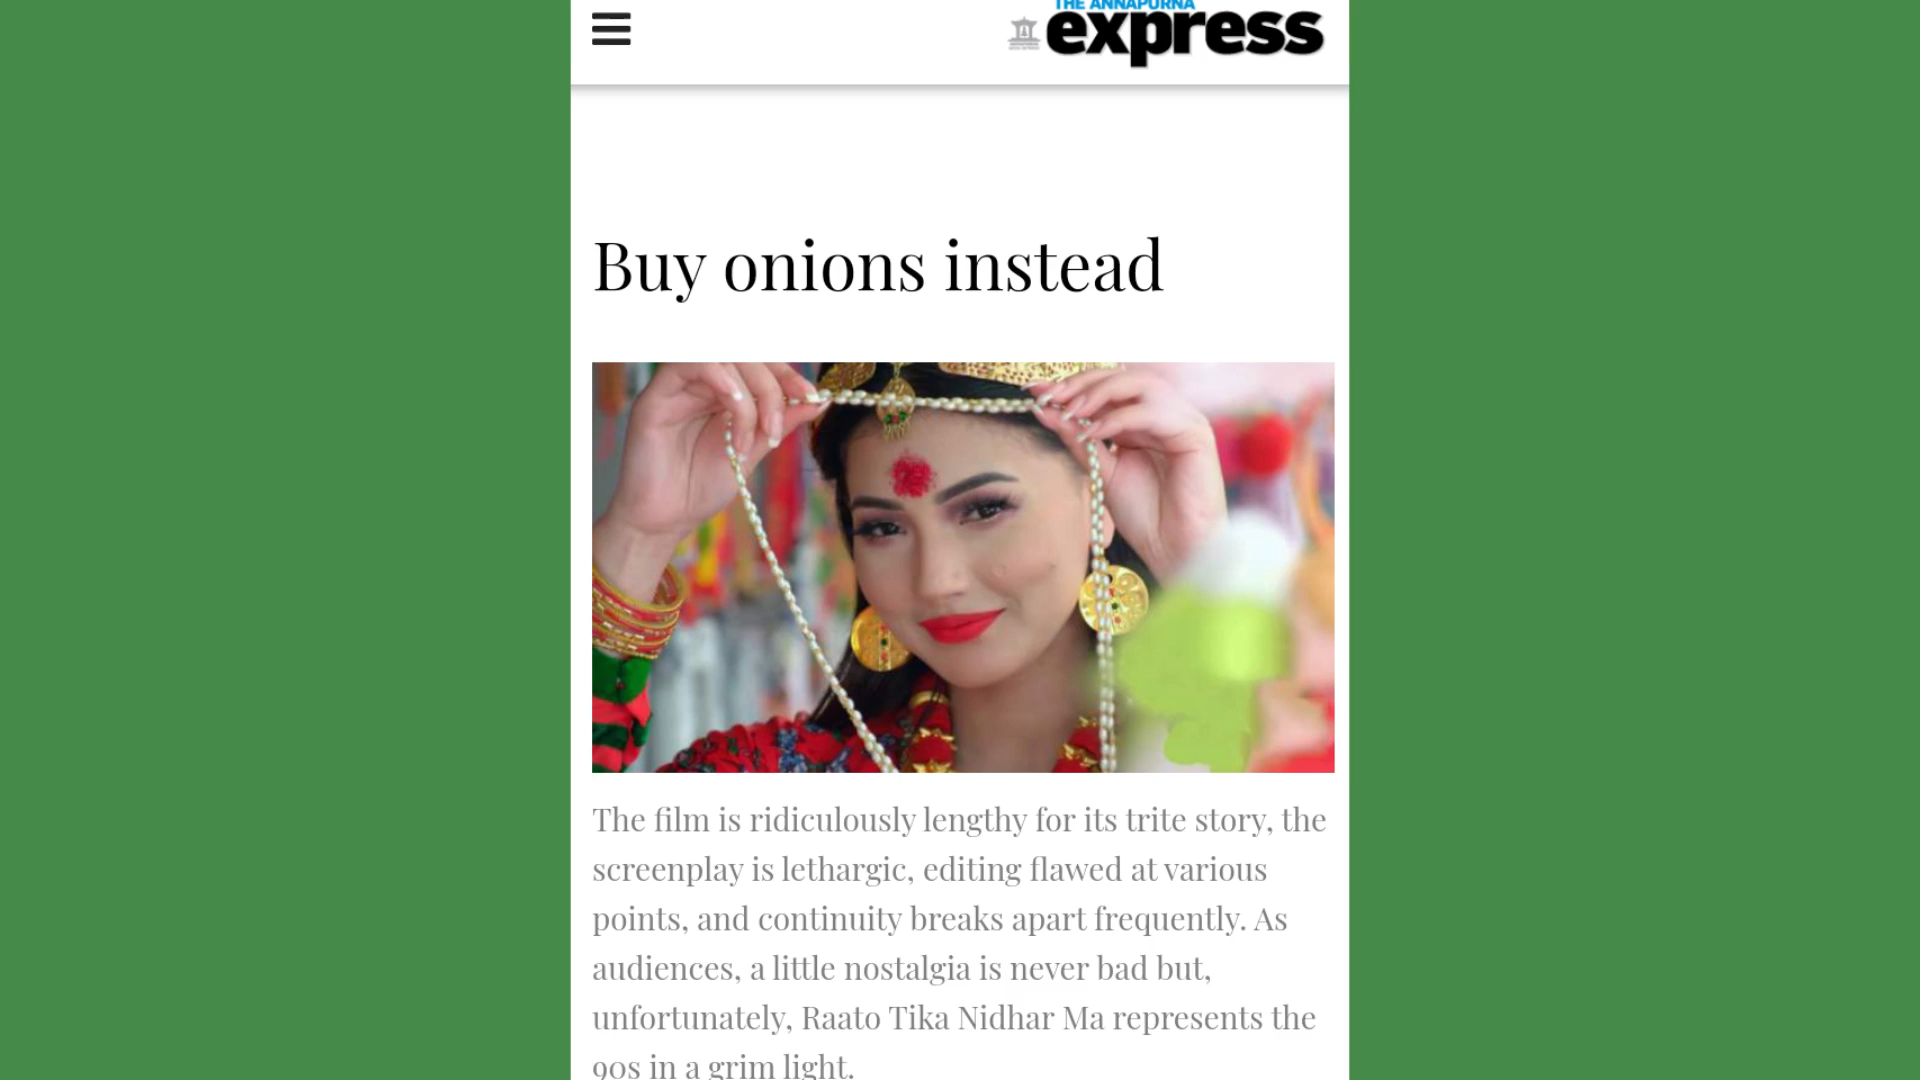 THE ANNAPURNA
express
Buy onions instead
The film is ridiculously lengthy for its trite story, the
screenplay is lethargic, editing flawed at various
points, and continuity breaks apart frequently. As
audiences, a little nostalgia is never bad but,
unfortunately, Raato Tika Nidhar Ma represents the
90s in a grim light.